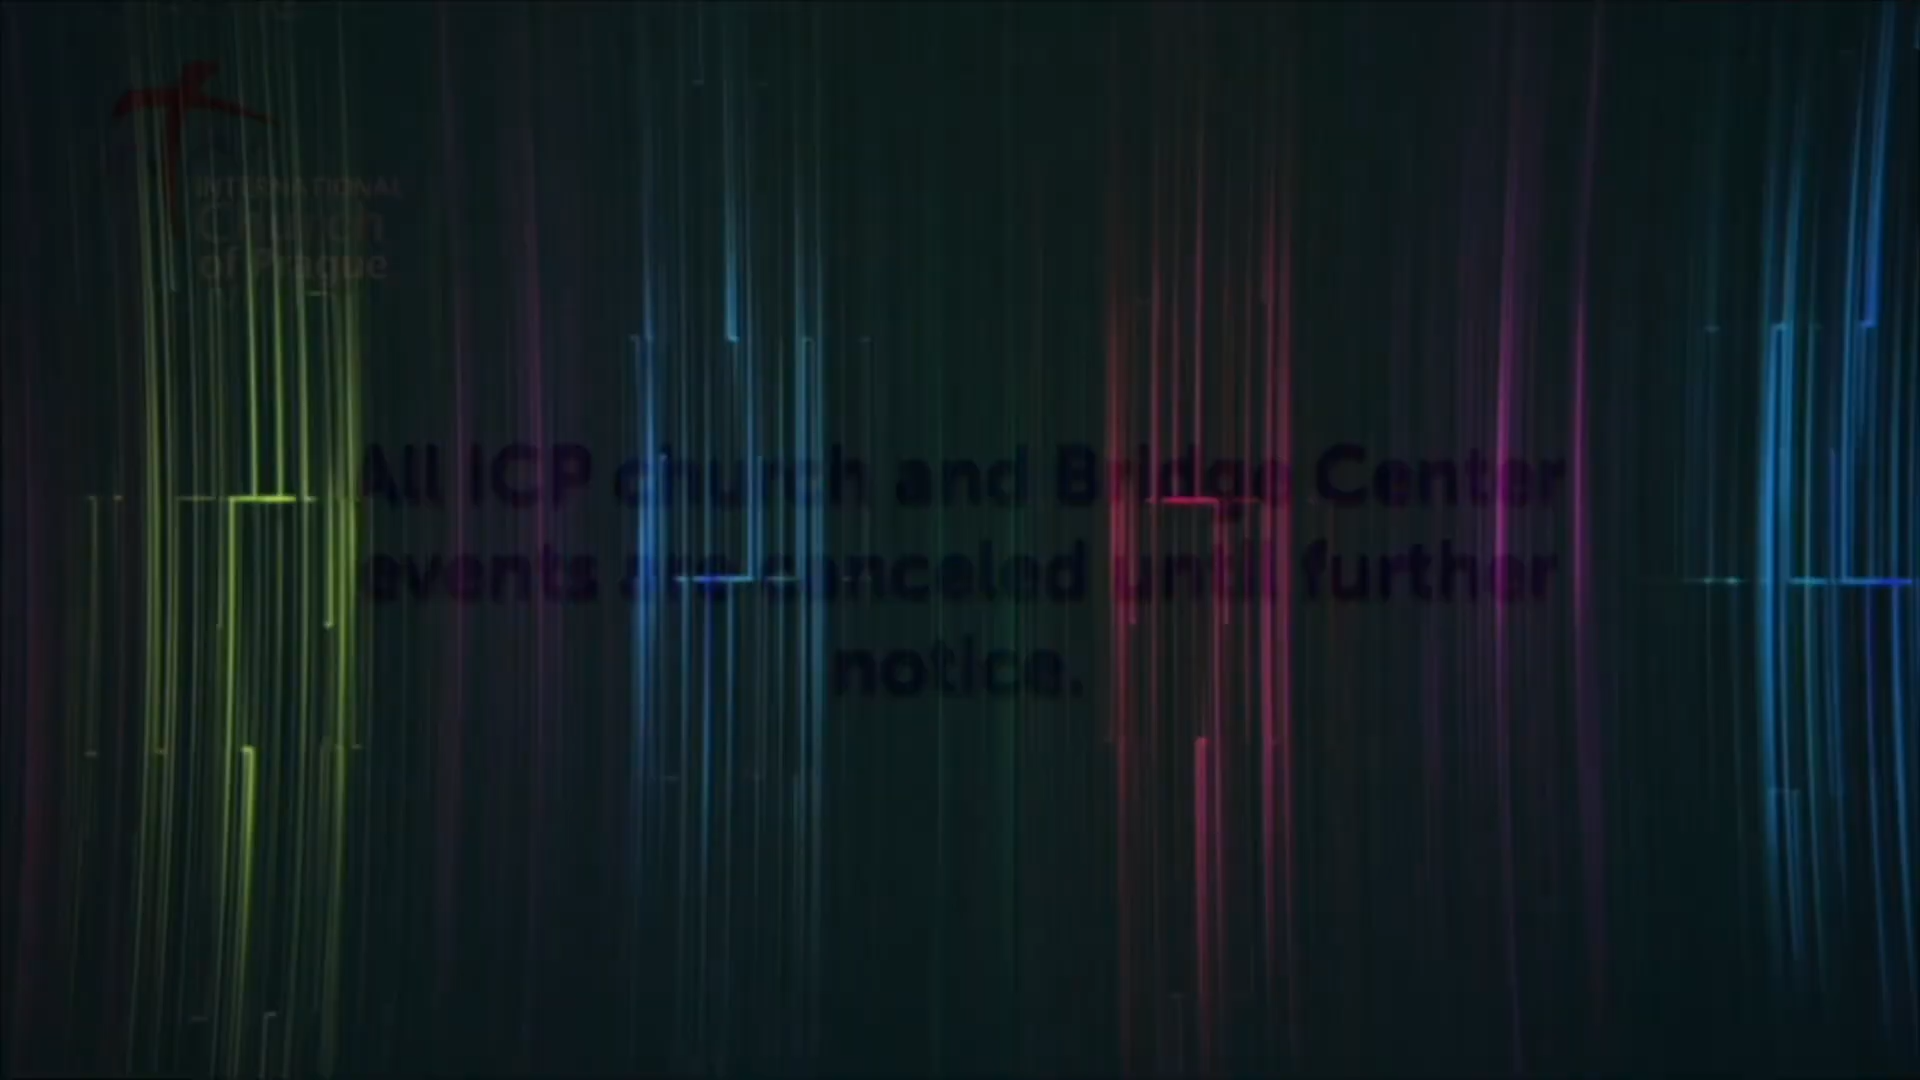 INTERNATIONAL
Church
of Prague
All ICP church and Bridge Center
events are canceled until further
notice.